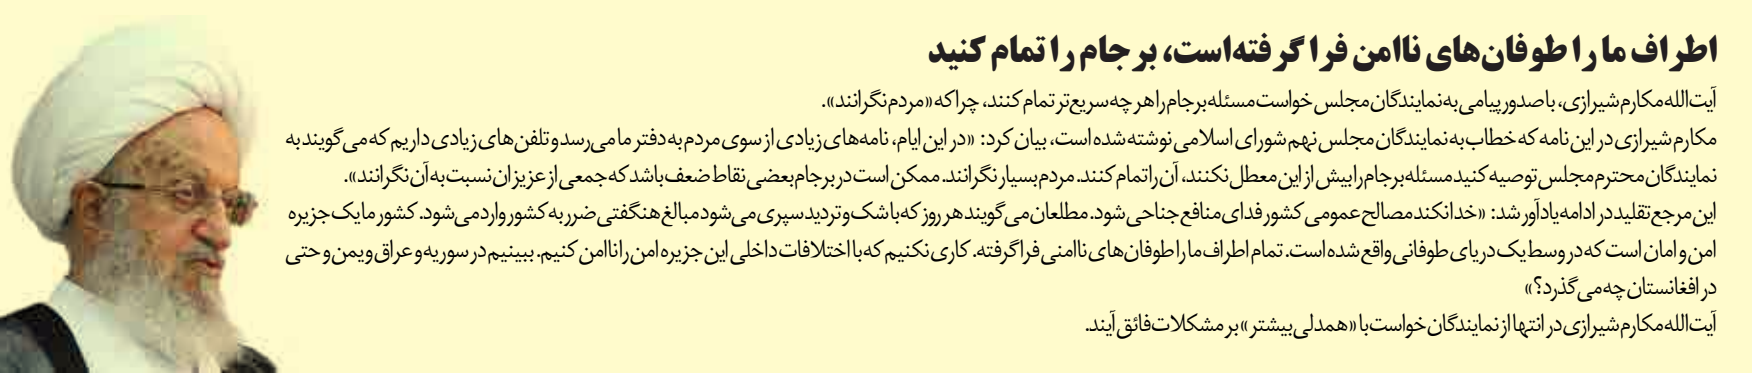 اطراف ما را طوفان‌های ناامن فرا گرفته‌است، برجام را تمام کنید
آیت‌الله مکارم شیرازی، با صدور پیامی به نمایندگان مجلس خواست مسئله برجام را هر چه سریع‌تر تمام کنند، چرا که «مردم نگرانند».
مکارم شیرازی در این نامه که خطاب به نمایندگان مجلس نهم شورای اسلامی نوشته شده است، بیان کرد: «در این ایام، نامه‌های زیادی از سوی مردم به دفتر ما می‌رسد و تلفن های زیادی داریم که می‌گویند به
نمایندگان محترم مجلس توصیه کنید مسئله برجام را بیش از این معطل نکنند، آن را تمام کنند. مردم بسیار نگرانند. ممکن است در برجام بعضی نقاط ضعف باشد که جمعی از عزیزان نسبت به آن نگرانند».
این مرجع تقلید در ادامه یادآور شد: «خدا نکند مصالح عمومی کشور فدای منافع جناحی شود. مطلعان می‌گویند هر روز که با شک و تردید سپری می‌شود مبالغ هنگفتی ضرر به کشور وارد می‌شود. کشور ما یک جزیره
امن و امان است که در وسط یک دریای طوفانی واقع شده است. تمام اطراف ما را طوفان‌های ناامنی فرا گرفته. کاری نکنیم که با اختلافات داخلی این جزیره امن را ناامن کنیم. ببینیم در سوریه و عراق و یمن و حتی
در افغانستان چه می‌گذرد؟»
آیت‌الله مکارم شیرازی در انتها از نمایندگان خواست با «همدلی بیشتر» بر مشکلات فائق آیند.